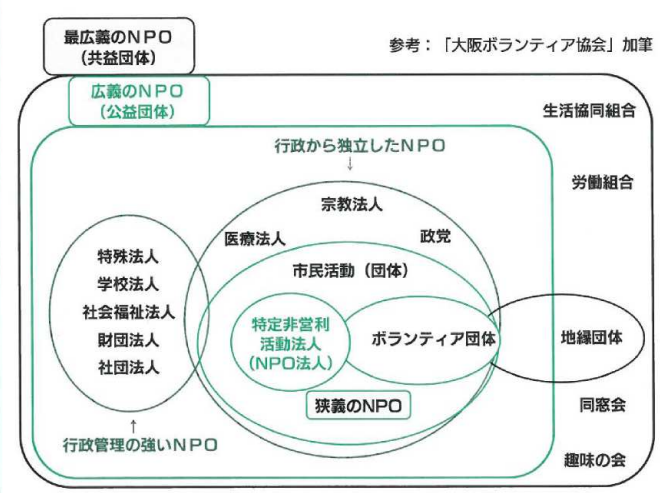 最広義のNPO
（共益団体）
参考：「大阪ボランティア協会」加筆
広義のNPO
（公益団体）
生活協同組合
行政から独立したNPO
↓
労働組合
宗教法人
医療法人
政党
特殊法人
学校法人
社会福祉法人
財団法人
社団法人
市民活動（団体）
特定非営利
活動法人
（NPO法人）
ボランティア団体
地縁団体
狭義のNPO
同窓会
↑
行政管理の強いNPO
趣味の会